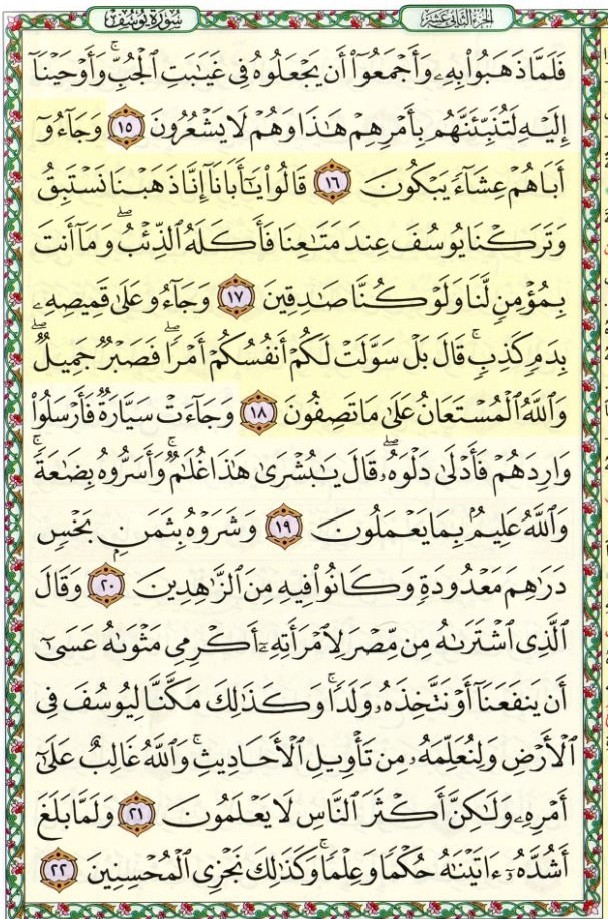 سُورَةُ يُوسُفَ
الجزء الثاني عشر
فَلَمَّا ذَهَبُوا۟ بِهِۦ وَأَجْمَعُوٓا۟ أَن يَجْعَلُوهُ فِى غَيَٰبَتِ ٱلْجُبِّ ۚ وَأَوْحَيْنَآ
إِلَيْهِ لَتُنَبِّئَنَّهُم بِأَمْرِهِمْ هَٰذَا وَهُمْ لَا يَشْعُرُونَ ١٥ وَجَآءُوٓ
أَبَاهُمْ عِشَآءً يَبْكُونَ ١٦ قَالُوا۟ يَٰٓأَبَانَآ إِنَّا ذَهَبْنَا نَسْتَبِقُ
وَتَرَكْنَا يُوسُفَ عِندَ مَتَٰعِنَا فَأَكَلَهُ ٱلذِّئْبُ ۖ وَمَآ أَنتَ
بِمُؤْمِنٍ لَّنَا وَلَوْ كُنَّا صَٰدِقِينَ ١٧ وَجَآءُو عَلَىٰ قَمِيصِهِۦ
بِدَمٍ كَذِبٍ ۚ قَالَ بَلْ سَوَّلَتْ لَكُمْ أَنفُسُكُمْ أَمْرًا ۖ فَصَبْرٌ جَمِيلٌ ۖ
وَٱللَّهُ ٱلْمُسْتَعَانُ عَلَىٰ مَا تَصِفُونَ ١٨ وَجَآءَتْ سَيَّارَةٌ فَأَرْسَلُوا۟
وَارِدَهُمْ فَأَدْلَىٰ دَلْوَهُۥ ۖ قَالَ يَٰبُشْرَىٰ هَٰذَا غُلَٰمٌ ۚ وَأَسَرُّوهُ بِضَٰعَةً ۚ
وَٱللَّهُ عَلِيمٌۢ بِمَا يَعْمَلُونَ ١٩ وَشَرَوْهُ بِثَمَنٍۭ بَخْسٍ
دَرَٰهِمَ مَعْدُودَةٍ وَكَانُوا۟ فِيهِ مِنَ ٱلزَّٰهِدِينَ ٢٠ وَقَالَ
ٱلَّذِى ٱشْتَرَىٰهُ مِن مِّصْرَ لِٱمْرَأَتِهِۦٓ أَكْرِمِى مَثْوَىٰهُ عَسَىٰٓ
أَن يَنفَعَنَآ أَوْ نَتَّخِذَهُۥ وَلَدًا ۚ وَكَذَٰلِكَ مَكَّنَّا لِيُوسُفَ فِى
ٱلْأَرْضِ وَلِنُعَلِّمَهُۥ مِن تَأْوِيلِ ٱلْأَحَادِيثِ ۚ وَٱللَّهُ غَالِبٌ عَلَىٰٓ
أَمْرِهِۦ وَلَٰكِنَّ أَكْثَرَ ٱلنَّاسِ لَا يَعْلَمُونَ ٢١ وَلَمَّا بَلَغَ
أَشُدَّهُۥٓ ءَاتَيْنَٰهُ حُكْمًا وَعِلْمًا ۚ وَكَذَٰلِكَ نَجْزِى ٱلْمُحْسِنِينَ ٢٢